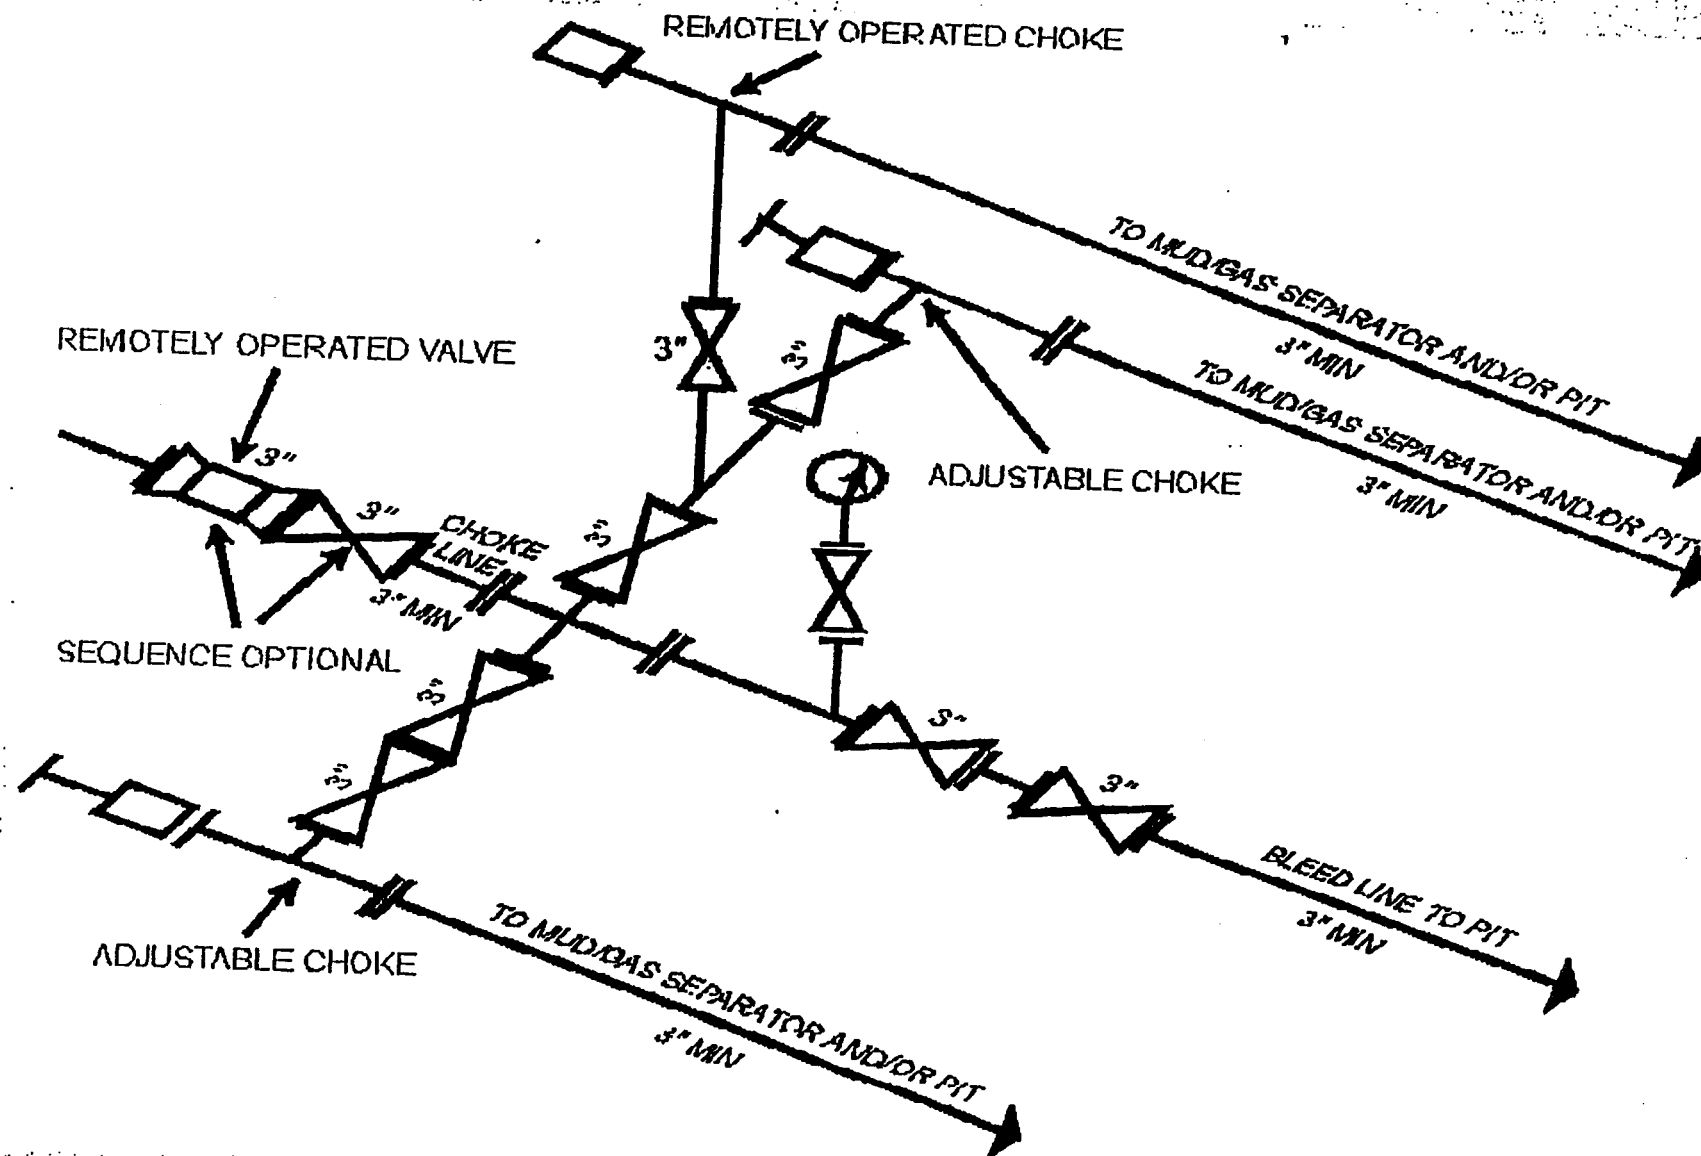 REMOTELY OPERATED CHOKE
TO MUD/GAS SEPARATOR AND/OR PIT
3" MIN
REMOTELY OPERATED VALVE
3"
3"
TO MUD/GAS SEPARATOR AND/OR PIT
3" MIN
ADJUSTABLE CHOKE
3"
3"
CHOKE
LINE
3" MIN
3"
SEQUENCE OPTIONAL
3"
3"
3"
3"
BLEED LINE TO PIT
3" MIN
ADJUSTABLE CHOKE
TO MUD/GAS SEPARATOR AND/OR PIT
3" MIN